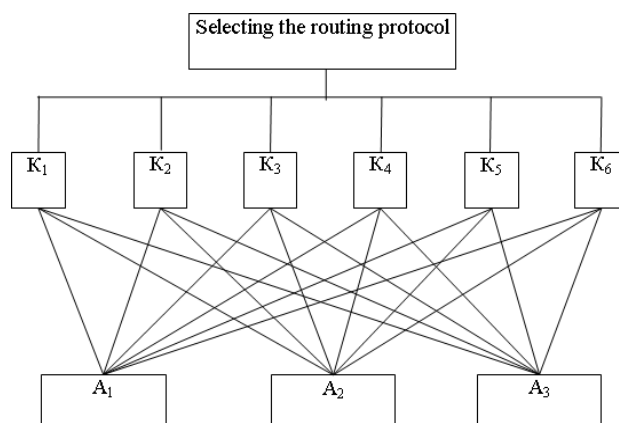 Selecting the routing protocol
K₁ K₂ K₃ K₄ K₅ K₆
A₁ A₂ A₃